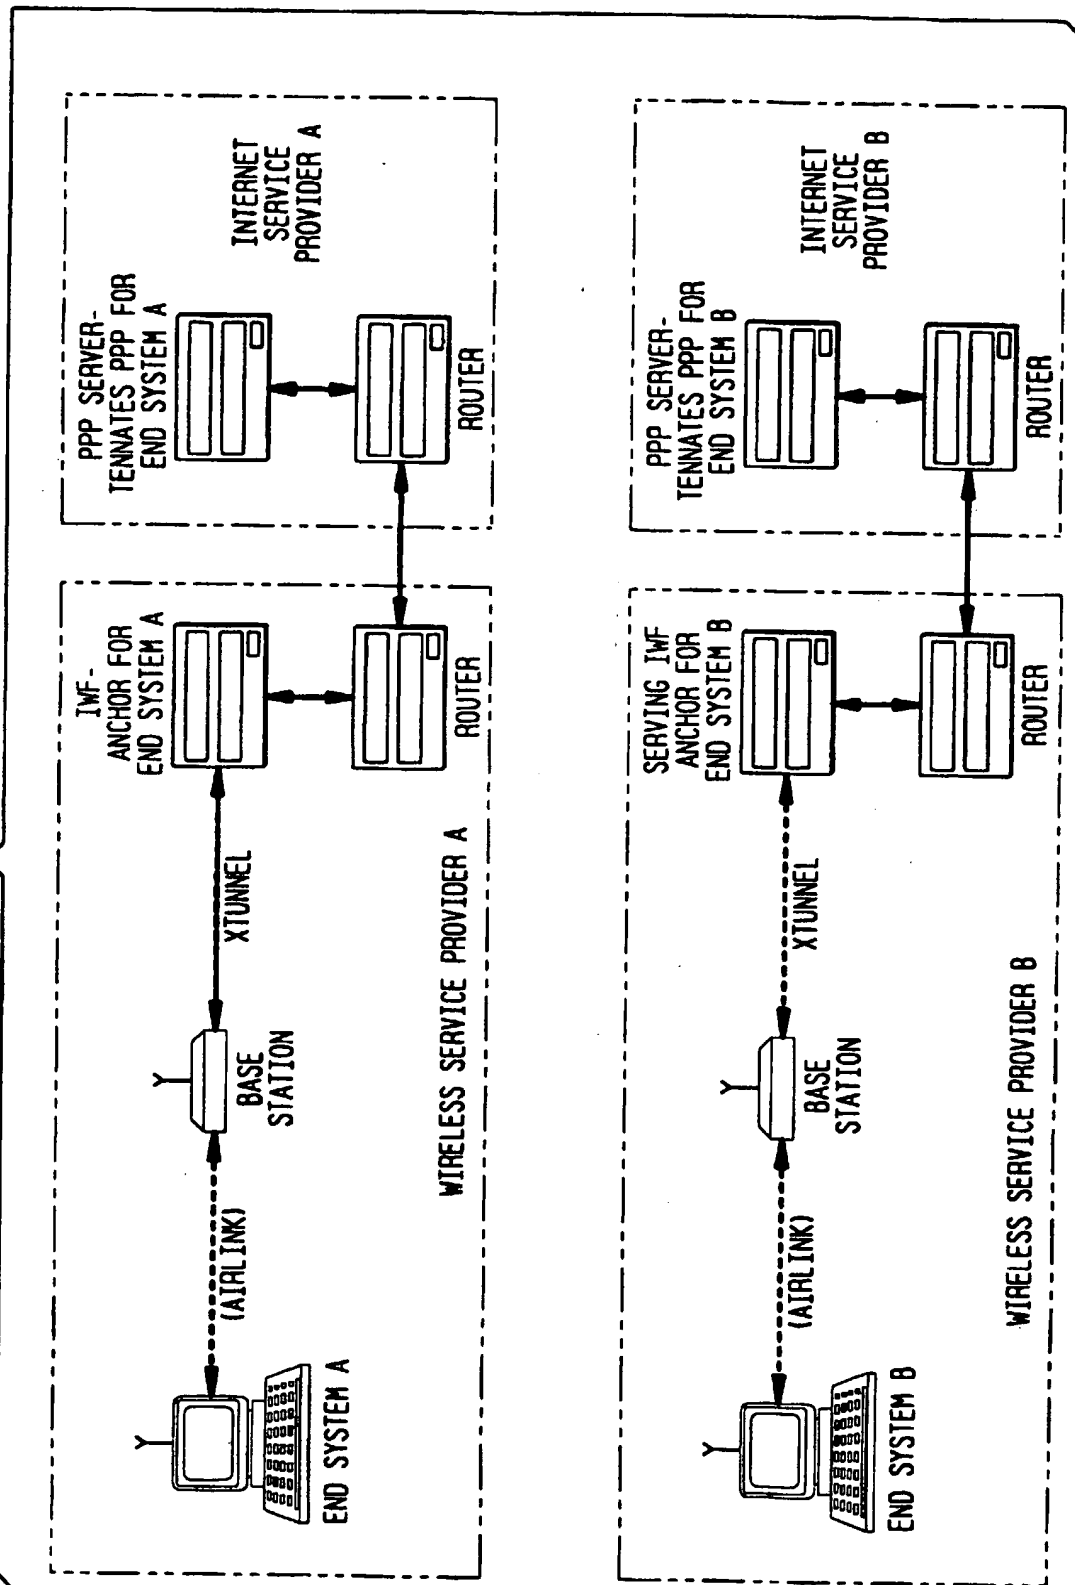 END SYSTEM A
(AIRLINK)
BASE
STATION
XTUNNEL
WIRELESS SERVICE PROVIDER A
IWF-
ANCHOR FOR
END SYSTEM A
ROUTER
PPP SERVER-
TENNATES PPP FOR
END SYSTEM A
ROUTER
INTERNET
SERVICE
PROVIDER A
END SYSTEM B
(AIRLINK)
BASE
STATION
XTUNNEL
WIRELESS SERVICE PROVIDER B
SERVING IWF
ANCHOR FOR
END SYSTEM B
ROUTER
PPP SERVER-
TENNATES PPP FOR
END SYSTEM B
ROUTER
INTERNET
SERVICE
PROVIDER B